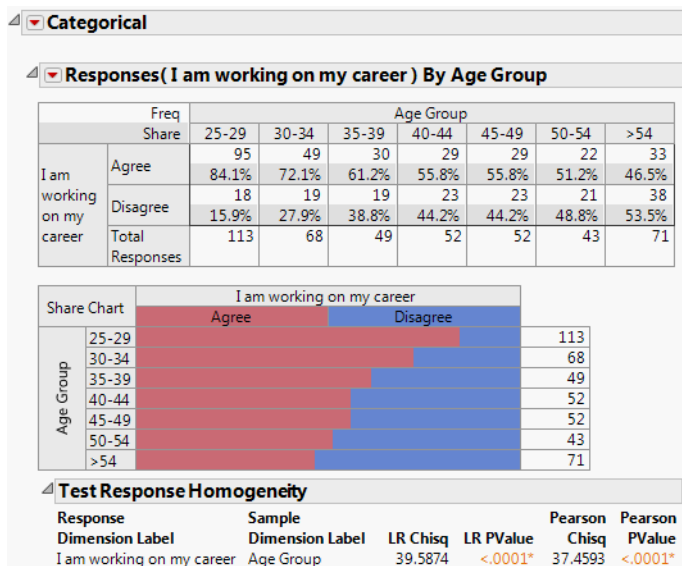 Categorical
Responses( I am working on my career ) By Age Group
Freq Age Group
Share 25-29 30-34 35-39 40-44 45-49 50-54 >54
I am working on my career
Agree 95 49 30 29 29 22 33
84.1% 72.1% 61.2% 55.8% 55.8% 51.2% 46.5%
Disagree 18 19 19 23 23 21 38
15.9% 27.9% 38.8% 44.2% 44.2% 48.8% 53.5%
Total Responses 113 68 49 52 52 43 71
Share Chart I am working on my career
Agree Disagree
Age Group
25-29 113
30-34 68
35-39 49
40-44 52
45-49 52
50-54 43
>54 71
Test Response Homogeneity
Response Sample Pearson Pearson
Dimension Label Dimension Label LR Chisq LR PValue Chisq PValue
I am working on my career Age Group 39.5874 <.0001* 37.4593 <.0001*